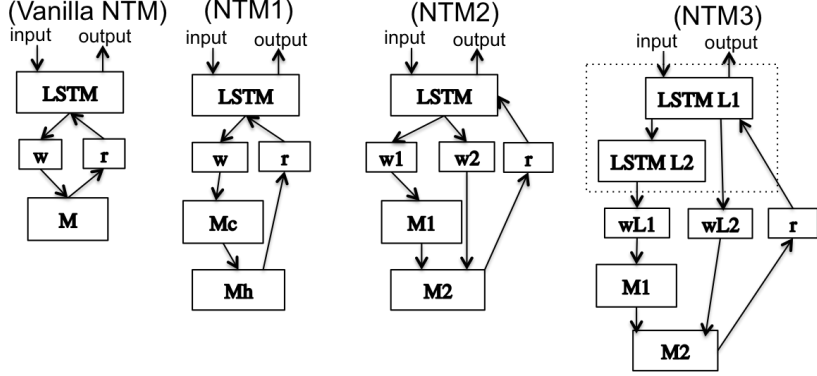 (Vanilla NTM)
input
output
LSTM
w
r
M
(NTM1)
input
output
LSTM
w
r
Mc
Mh
(NTM2)
input
output
LSTM
w1
w2
r
M1
M2
(NTM3)
input
output
LSTM L1
LSTM L2
wL1
wL2
r
M1
M2